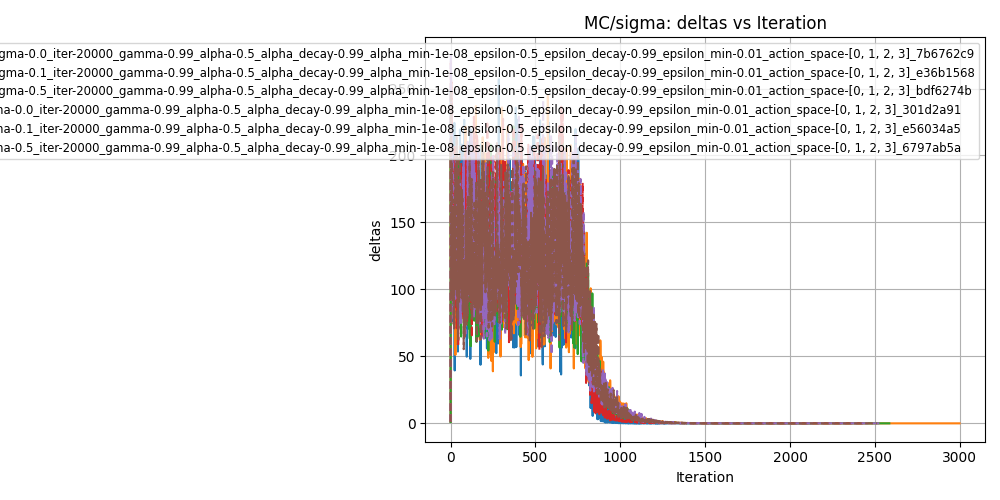 MC/sigma: deltas vs Iteration
gma-0.0_iter-20000_gamma-0.99_alpha-0.5_alpha_decay-0.99_alpha_min-1e-08_epsilon-0.5_epsilon_decay-0.99_epsilon_min-0.01_action_space-[0, 1, 2, 3]_7b6762c9
gma-0.1_iter-20000_gamma-0.99_alpha-0.5_alpha_decay-0.99_alpha_min-1e-08_epsilon-0.5_epsilon_decay-0.99_epsilon_min-0.01_action_space-[0, 1, 2, 3]_e36b1568
gma-0.5_iter-20000_gamma-0.99_alpha-0.5_alpha_decay-0.99_alpha_min-1e-08_epsilon-0.5_epsilon_decay-0.99_epsilon_min-0.01_action_space-[0, 1, 2, 3]_bdf6274b
na-0.0_iter-20000_gamma-0.99_alpha-0.5_alpha_decay-0.99_alpha_min-1e-08_epsilon-0.5_epsilon_decay-0.99_epsilon_min-0.01_action_space-[0, 1, 2, 3]_301d2a91
na-0.1_iter-20000_gamma-0.99_alpha-0.5_alpha_decay-0.99_alpha_min-1e-08_epsilon-0.5_epsilon_decay-0.99_epsilon_min-0.01_action_space-[0, 1, 2, 3]_e56034a5
na-0.5_iter-20000_gamma-0.99_alpha-0.5_alpha_decay-0.99_alpha_min-1e-08_epsilon-0.5_epsilon_decay-0.99_epsilon_min-0.01_action_space-[0, 1, 2, 3]_6797ab5a
200
150
deltas
100
50
0
0 500 1000 1500 2000 2500 3000
Iteration